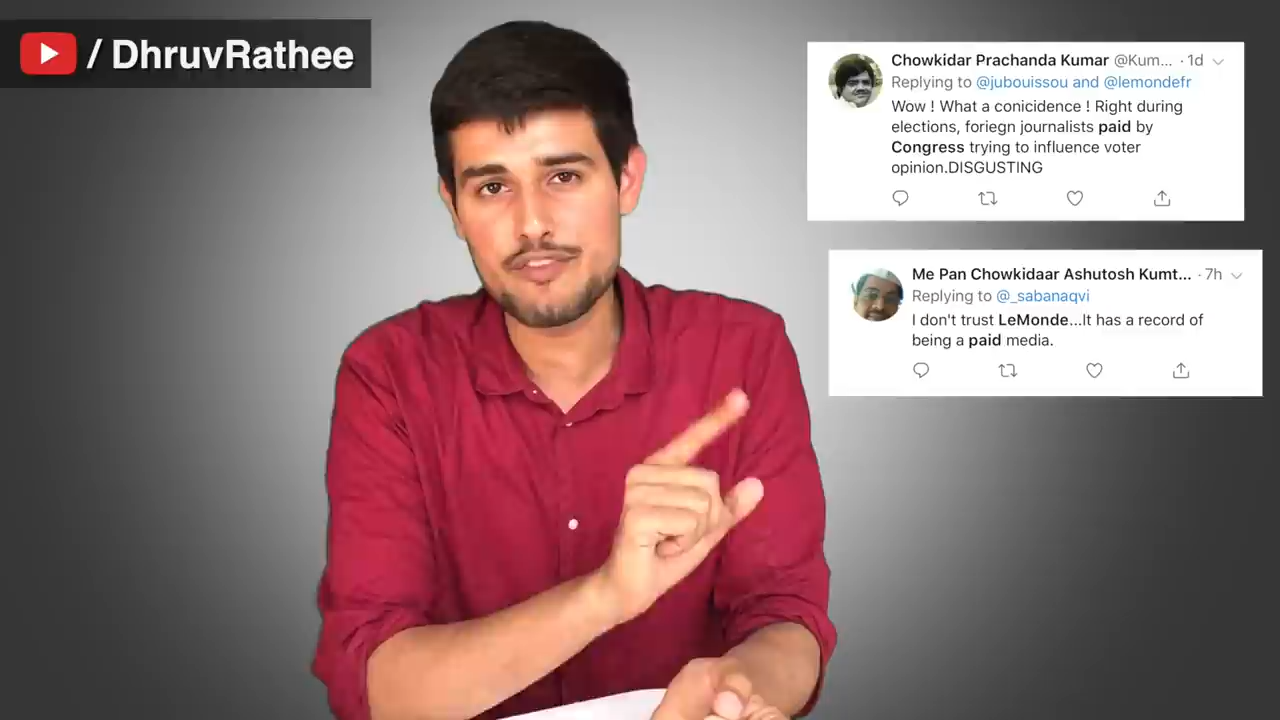 / DhruvRathee
Chowkidar Prachanda Kumar @Kum... · 1d
Replying to @jubouissou and @lemondefr
Wow ! What a conicidence ! Right during
elections, foriegn journalists paid by
Congress trying to influence voter
opinion.DISGUSTING
Me Pan Chowkidaar Ashutosh Kumt... · 7h
Replying to @_sabanaqvi
I don't trust LeMonde...It has a record of
being a paid media.